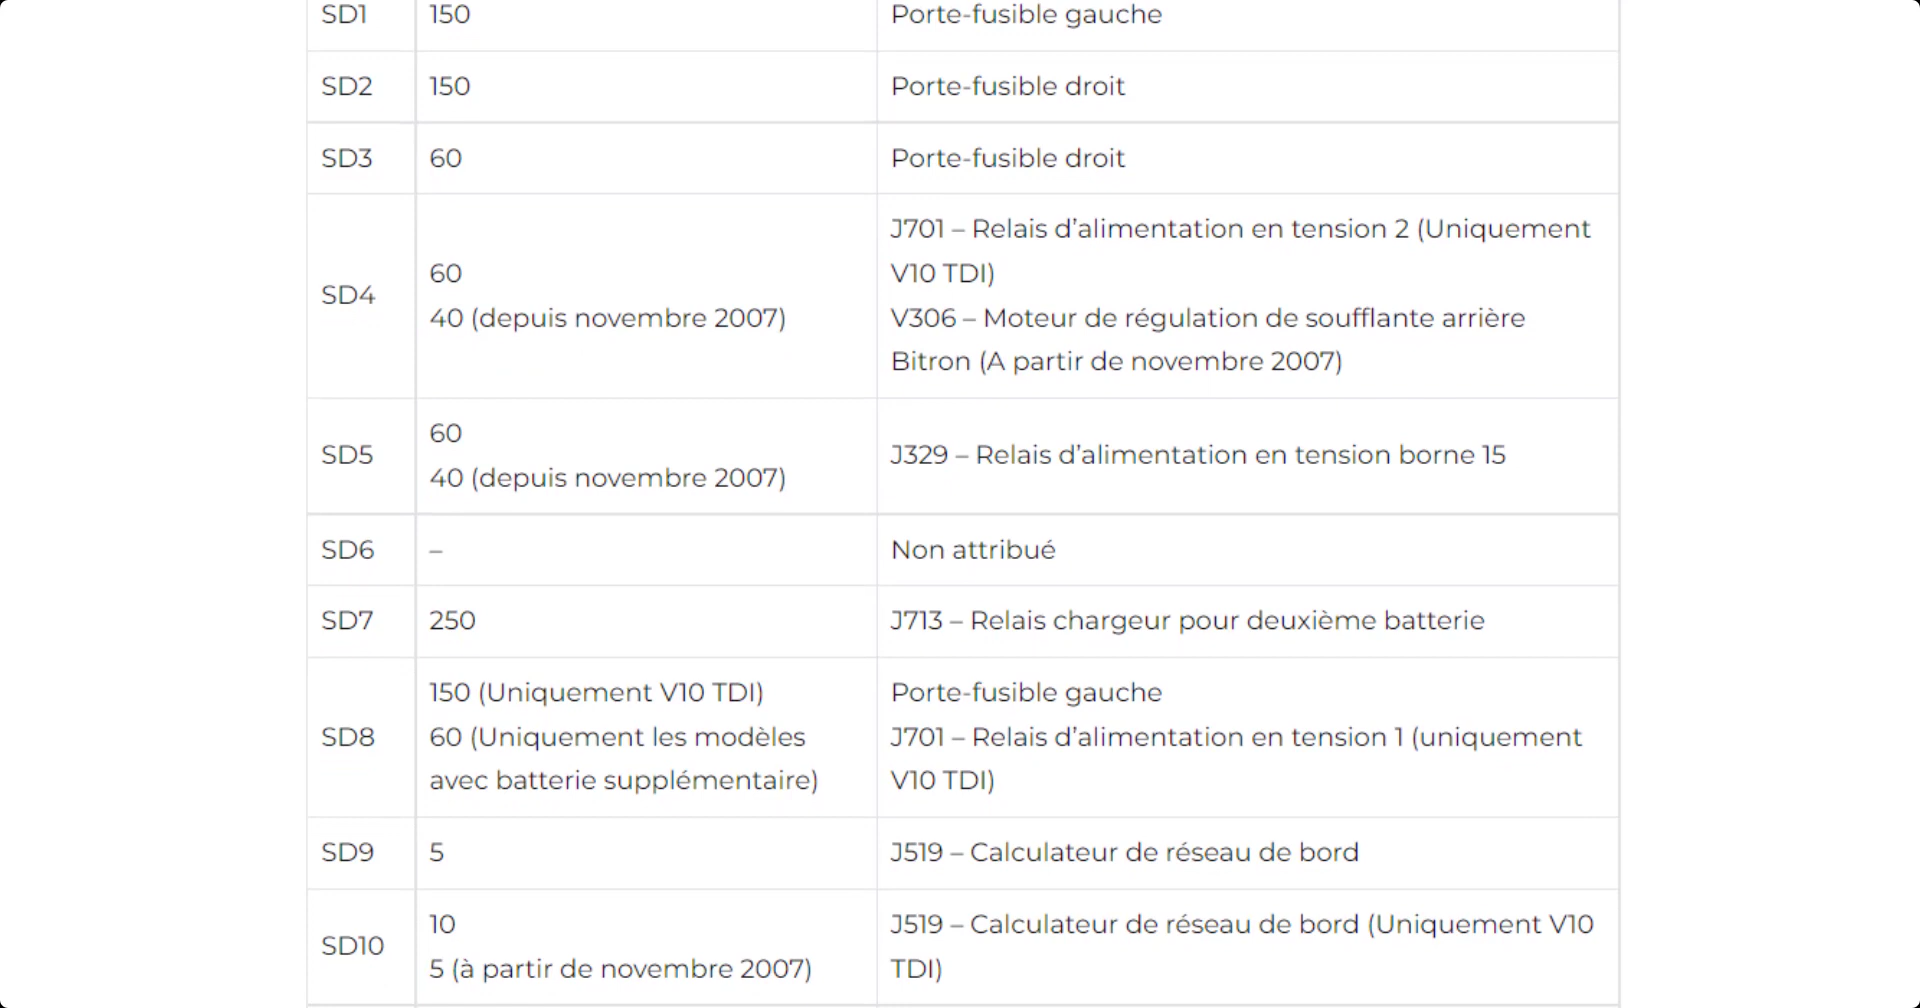 SD1 150 Porte-fusible gauche
SD2 150 Porte-fusible droit
SD3 60 Porte-fusible droit
SD4
60
40 (depuis novembre 2007)
J701 – Relais d’alimentation en tension 2 (Uniquement
V10 TDI)
V306 – Moteur de régulation de soufflante arrière
Bitron (A partir de novembre 2007)
SD5
60
40 (depuis novembre 2007)
J329 – Relais d’alimentation en tension borne 15
SD6 – Non attribué
SD7 250 J713 – Relais chargeur pour deuxième batterie
SD8
150 (Uniquement V10 TDI)
60 (Uniquement les modèles
avec batterie supplémentaire)
Porte-fusible gauche
J701 – Relais d’alimentation en tension 1 (uniquement
V10 TDI)
SD9 5 J519 – Calculateur de réseau de bord
SD10
10
5 (à partir de novembre 2007)
J519 – Calculateur de réseau de bord (Uniquement V10
TDI)